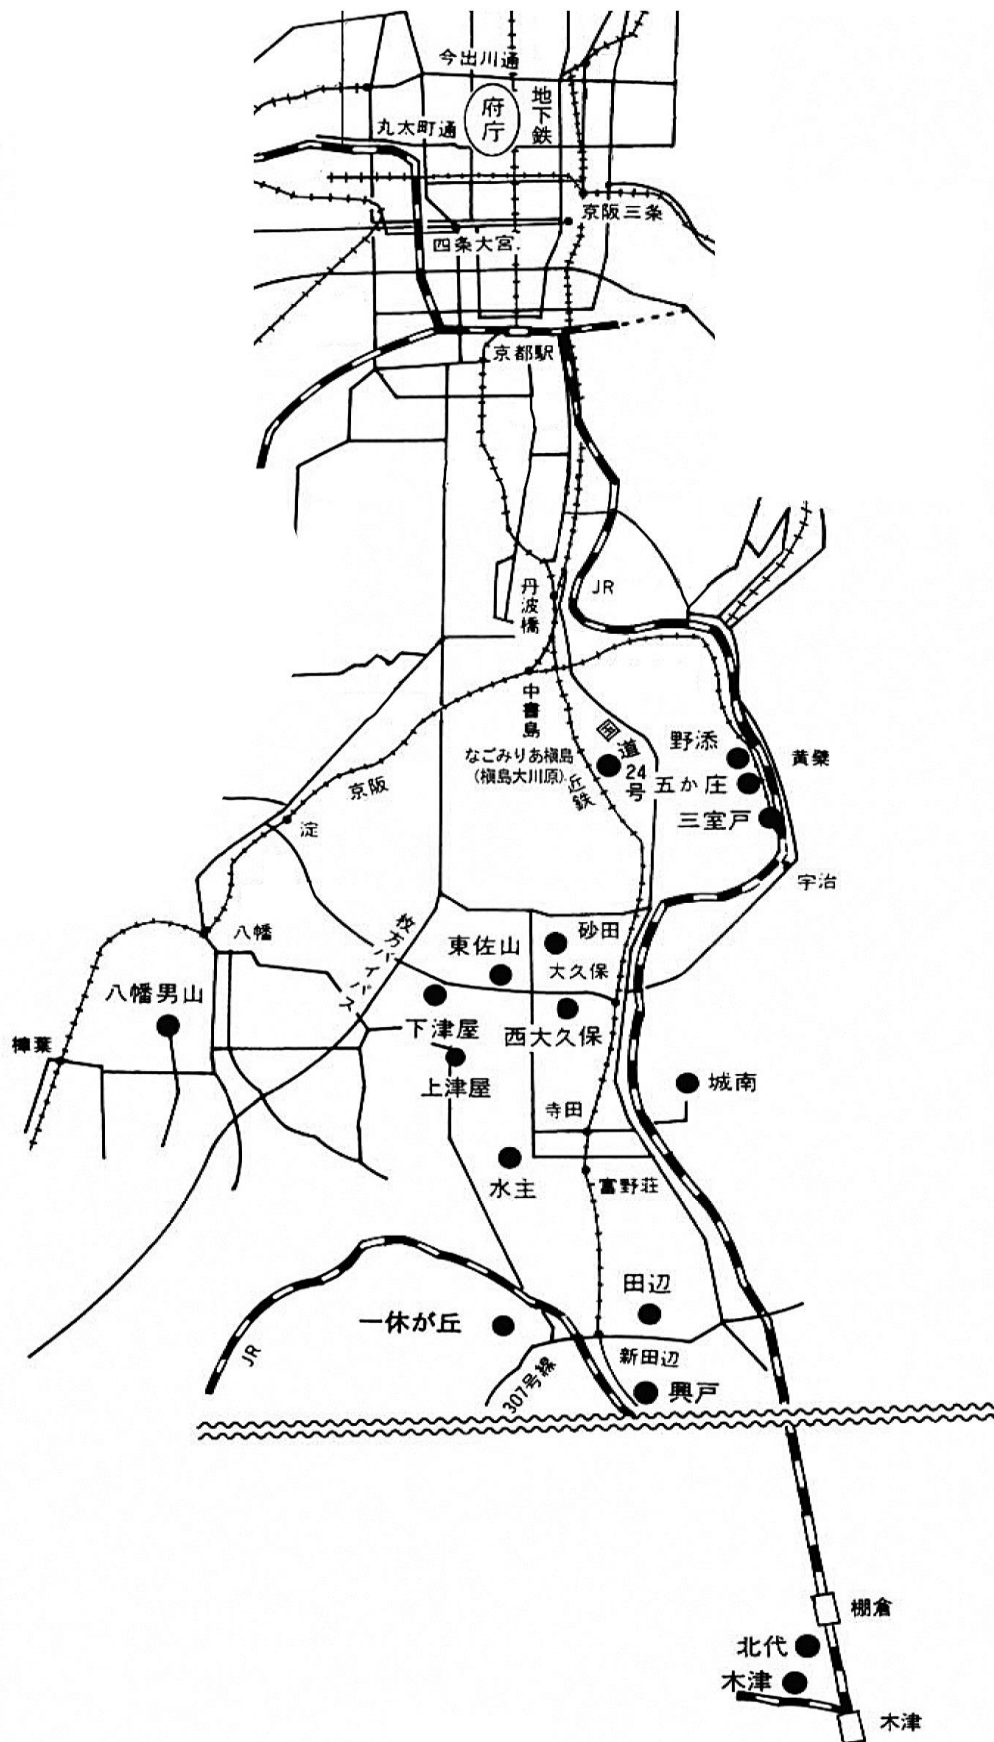 今出川通
府庁
地下鉄
丸太町通
京阪三条
四条大宮
京都駅
丹波橋
JR
中書島
国道24号
野添
黄檗
なごみりあ槇島
(槇島大川原)
近鉄
五か庄
京阪
三室戸
淀
宇治
枚方バイパス
八幡
砂田
東佐山
大久保
八幡男山
下津屋
西大久保
樟葉
上津屋
城南
寺田
水主
富野荘
田辺
一休が丘
JR
新田辺
307号線
興戸
棚倉
北代
木津
木津